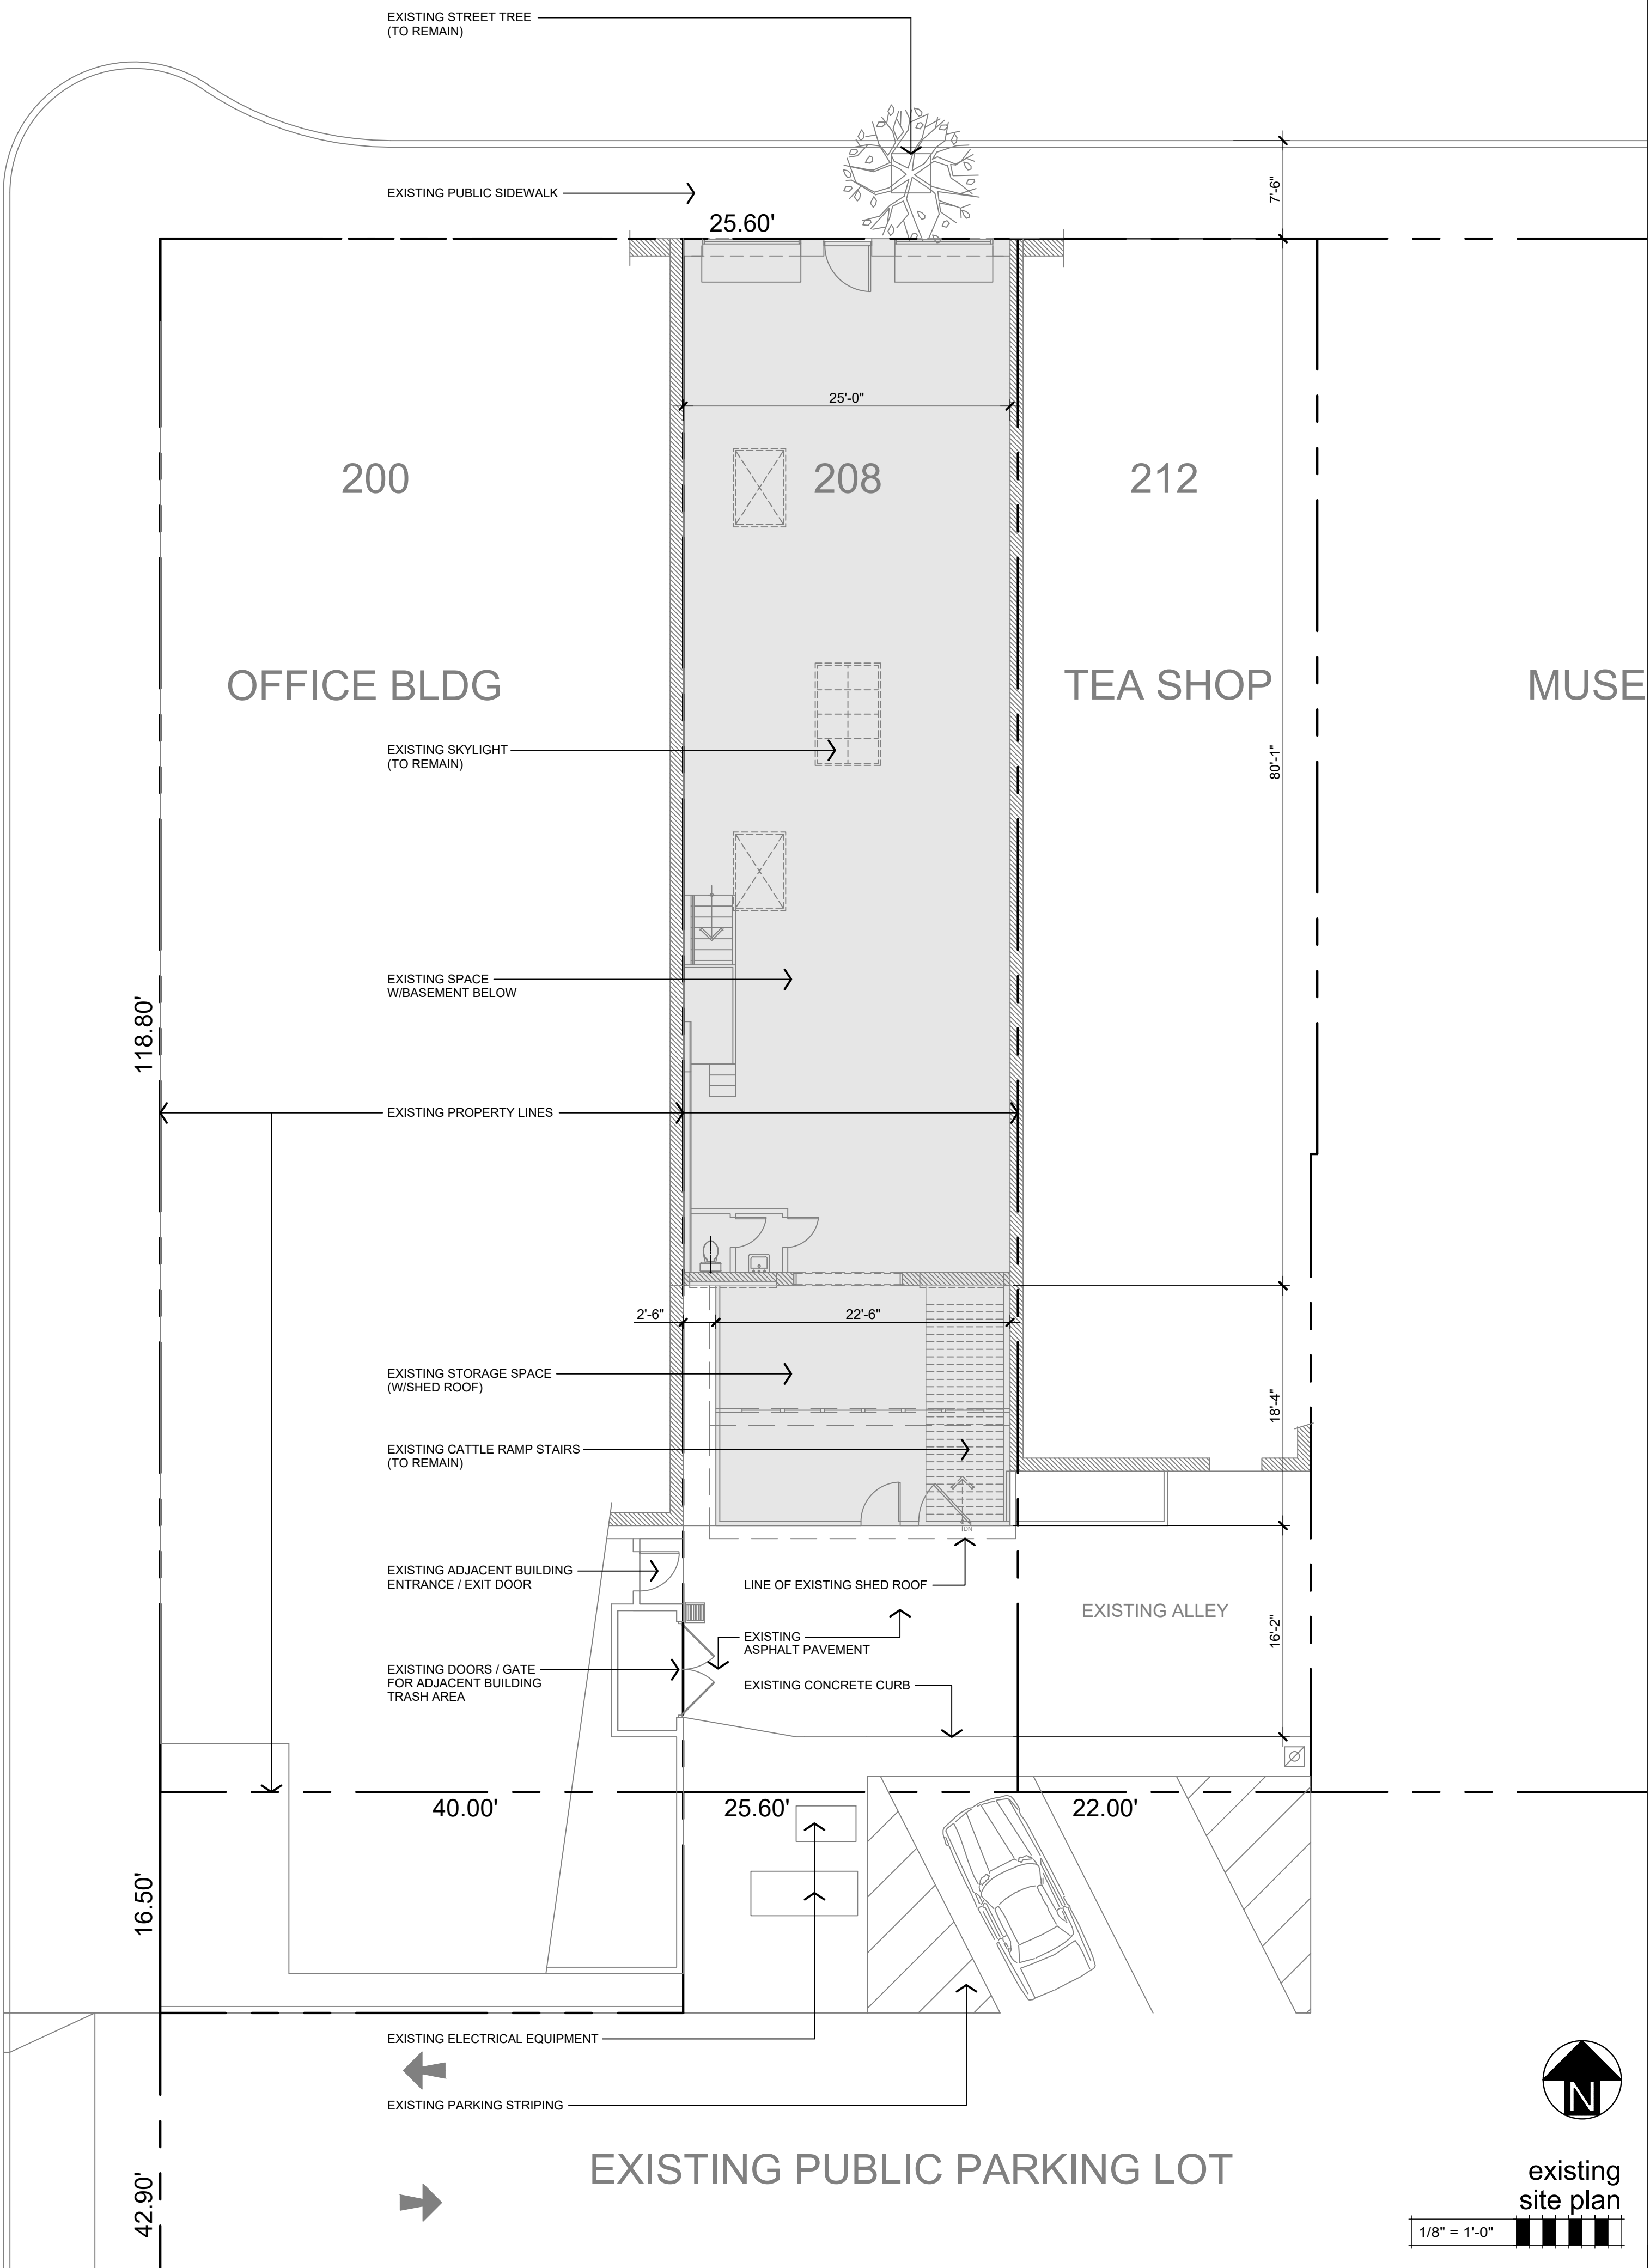 EXISTING STREET TREE
(TO REMAIN)
7'-6"
EXISTING PUBLIC SIDEWALK
25.60'
25'-0"
200
208
212
OFFICE BLDG
TEA SHOP
MUSE
EXISTING SKYLIGHT
(TO REMAIN)
80'-1"
EXISTING SPACE
W/BASEMENT BELOW
118.80'
EXISTING PROPERTY LINES
2'-6"
22'-6"
EXISTING STORAGE SPACE
(W/SHED ROOF)
18'-4"
EXISTING CATTLE RAMP STAIRS
(TO REMAIN)
DN
EXISTING ADJACENT BUILDING
ENTRANCE / EXIT DOOR
LINE OF EXISTING SHED ROOF
EXISTING ALLEY
16'-2"
EXISTING
ASPHALT PAVEMENT
EXISTING DOORS / GATE
FOR ADJACENT BUILDING
TRASH AREA
EXISTING CONCRETE CURB
40.00'
25.60'
22.00'
16.50'
EXISTING ELECTRICAL EQUIPMENT
EXISTING PARKING STRIPING
N
EXISTING PUBLIC PARKING LOT
42.90'
existing
site plan
1/8" = 1'-0"